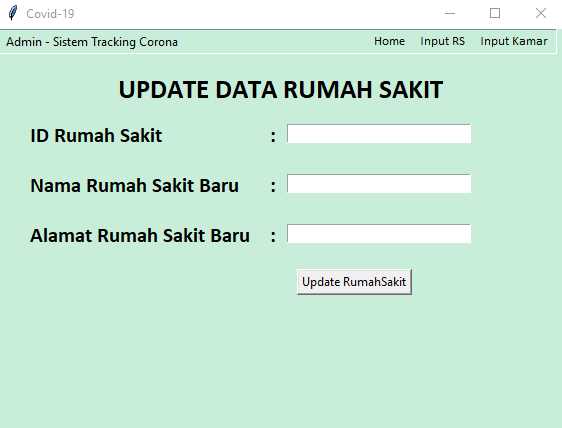 Covid-19
Admin - Sistem Tracking Corona Home Input RS Input Kamar
UPDATE DATA RUMAH SAKIT
ID Rumah Sakit :
Nama Rumah Sakit Baru :
Alamat Rumah Sakit Baru :
Update RumahSakit